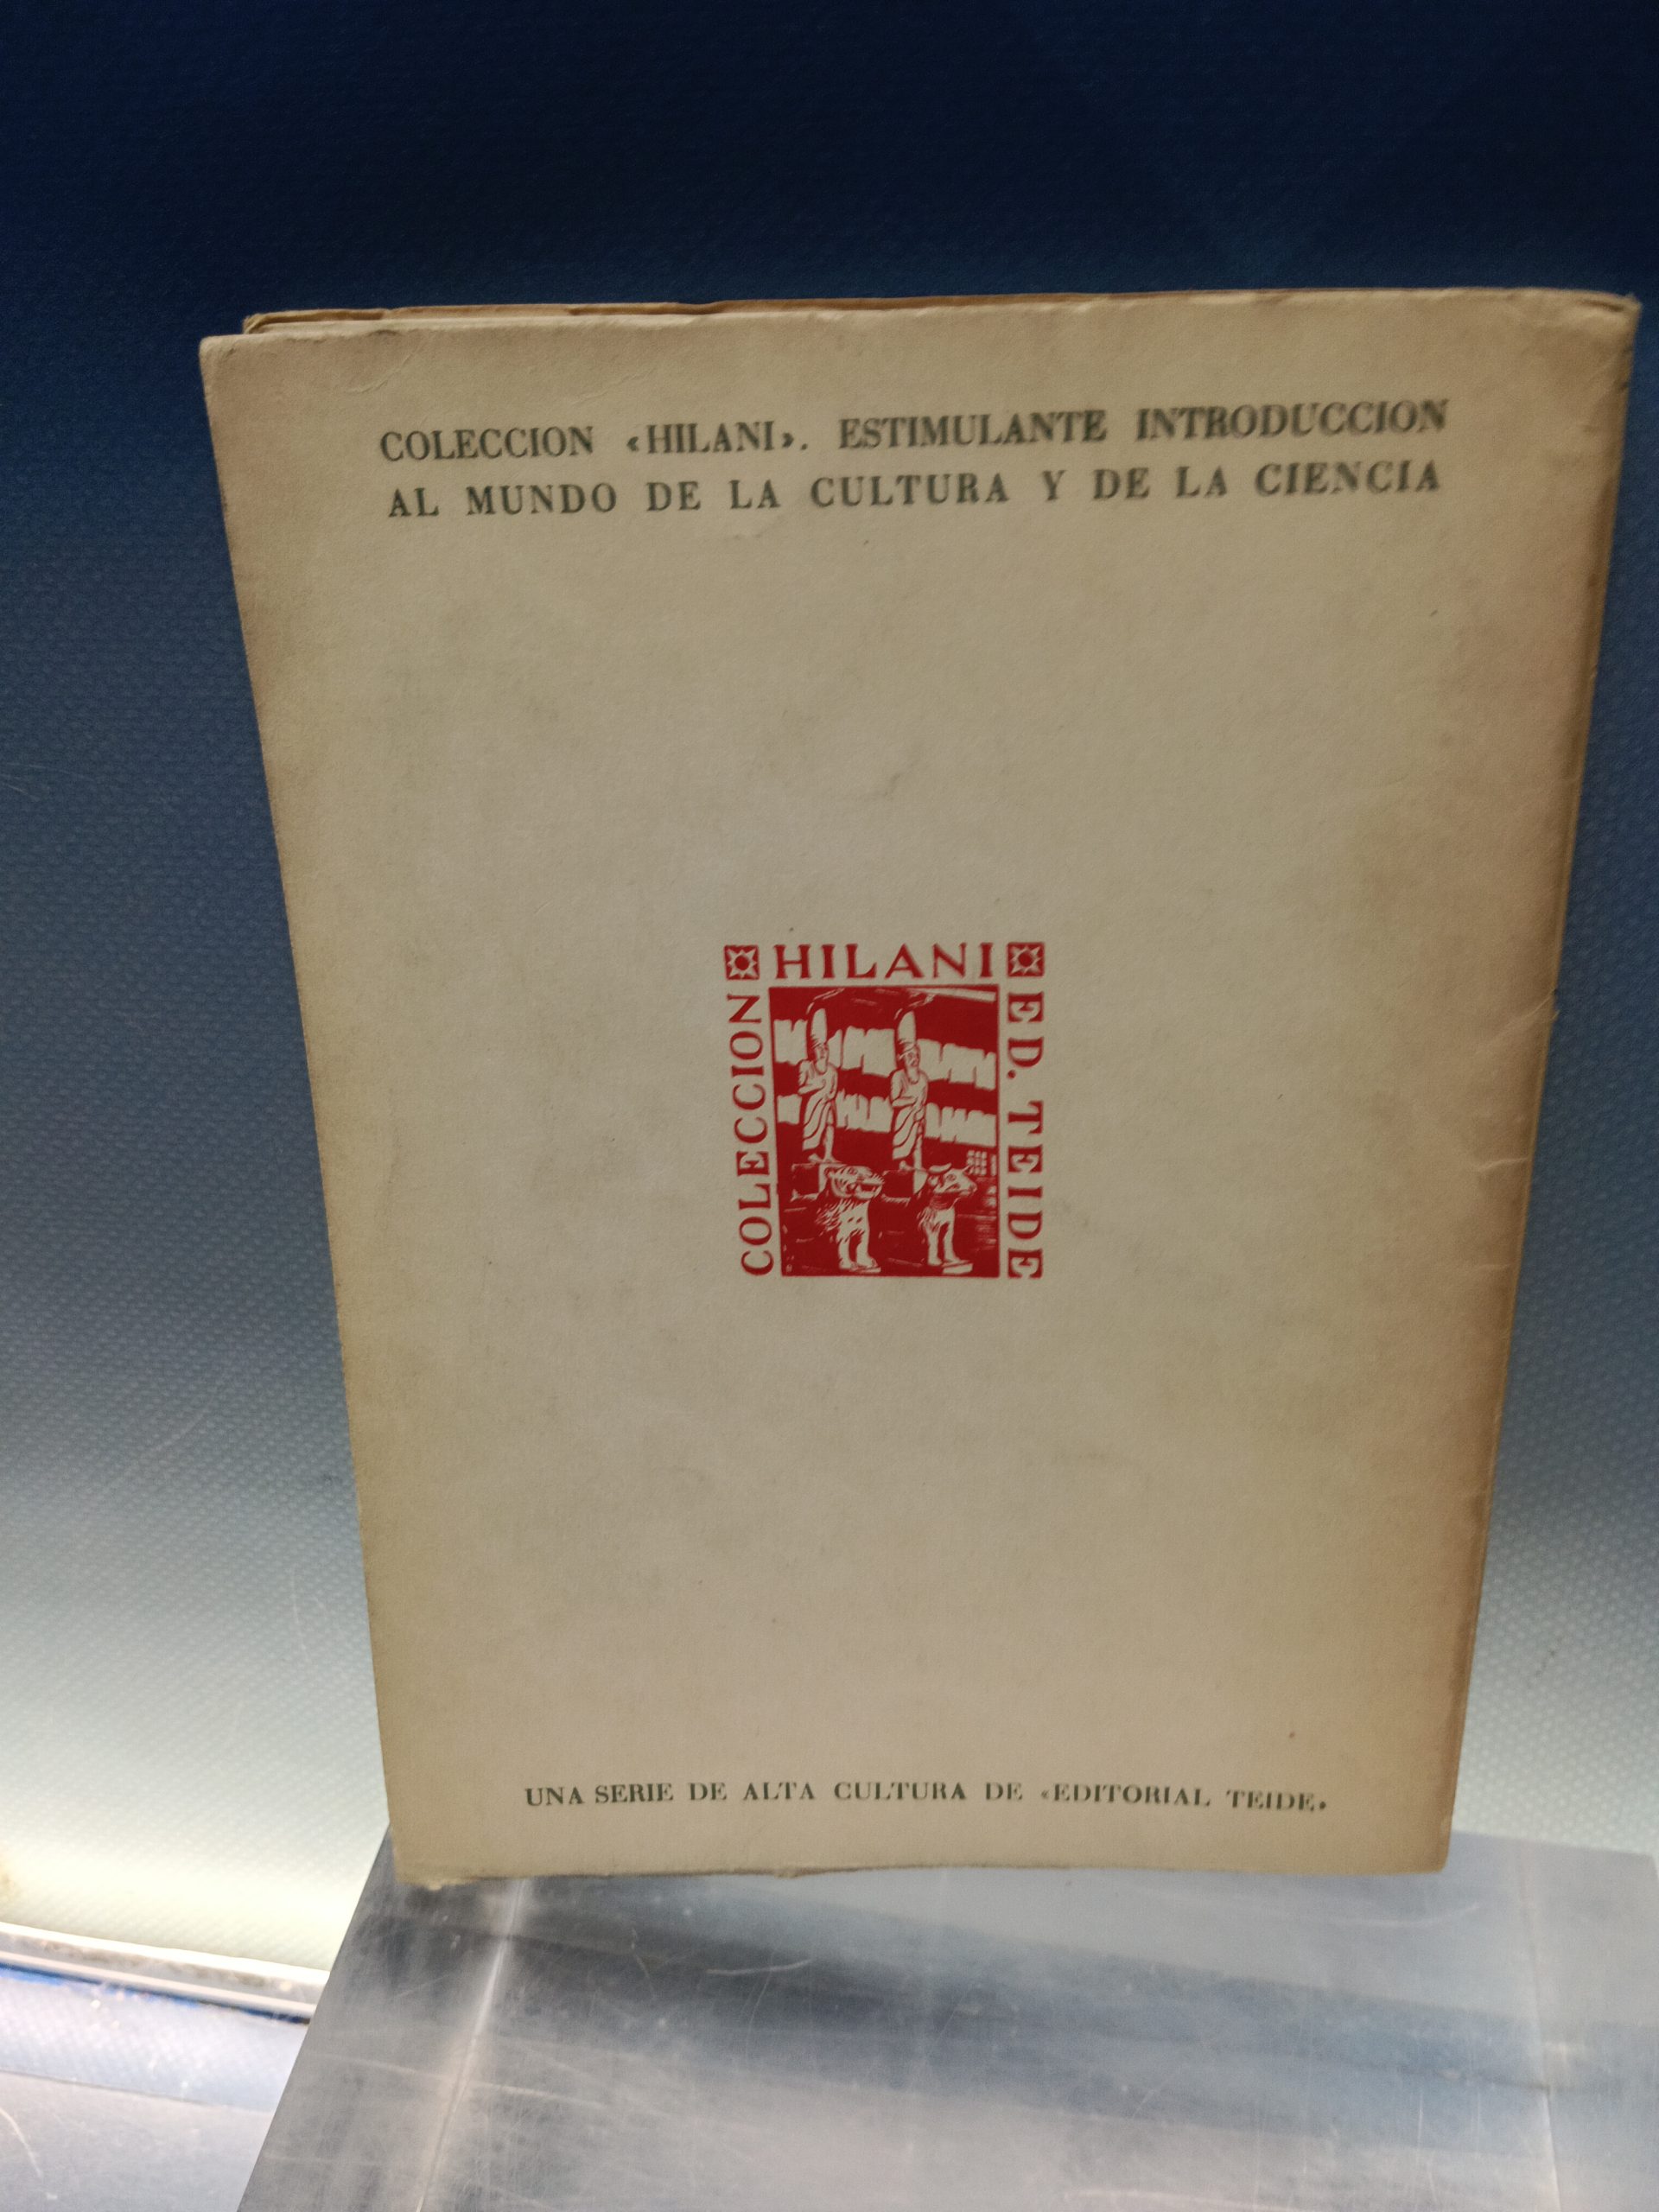 COLECCION «HILANI». ESTIMULANTE INTRODUCCION
AL MUNDO DE LA CULTURA Y DE LA CIENCIA
COLECCION
HILANI
ED. TEIDE
UNA SERIE DE ALTA CULTURA DE «EDITORIAL TEIDE»